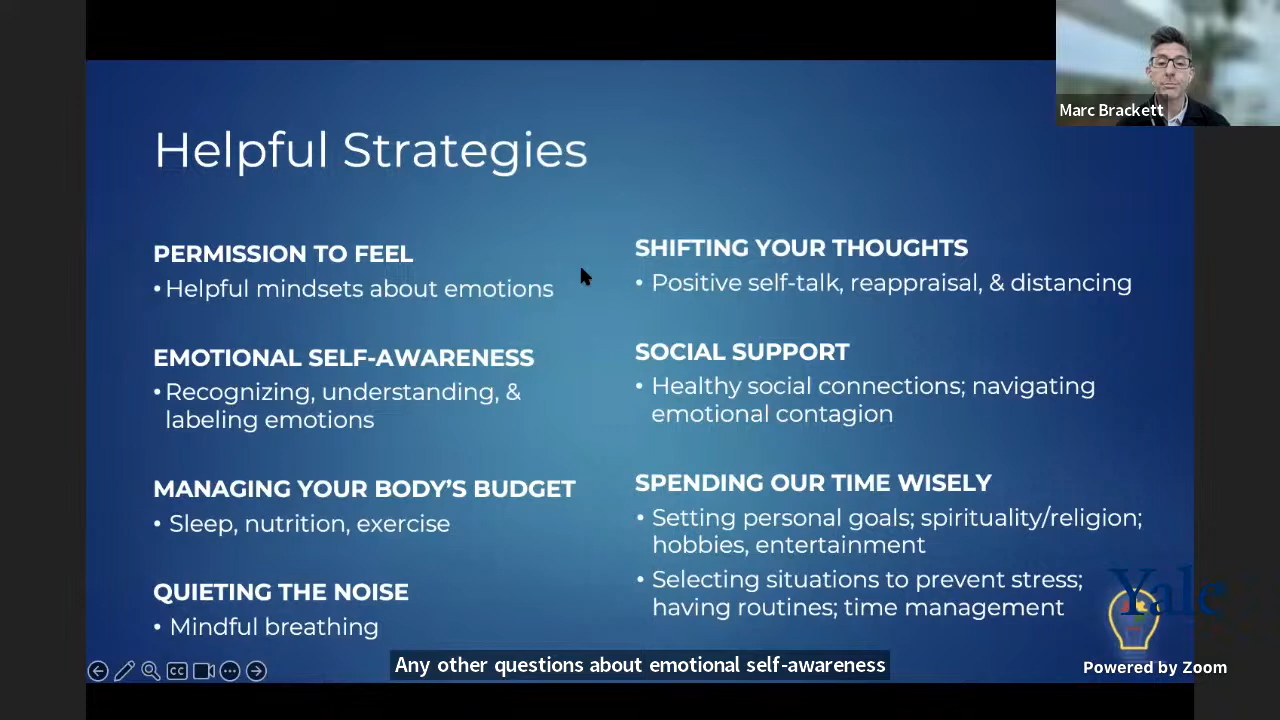 Marc Brackett
Helpful Strategies
PERMISSION TO FEEL
• Helpful mindsets about emotions
EMOTIONAL SELF-AWARENESS
• Recognizing, understanding, &
labeling emotions
MANAGING YOUR BODY’S BUDGET
• Sleep, nutrition, exercise
QUIETING THE NOISE
• Mindful breathing
SHIFTING YOUR THOUGHTS
• Positive self-talk, reappraisal, & distancing
SOCIAL SUPPORT
• Healthy social connections; navigating
emotional contagion
SPENDING OUR TIME WISELY
• Setting personal goals; spirituality/religion;
hobbies, entertainment
• Selecting situations to prevent stress;
having routines; time management
Yale
CC
Any other questions about emotional self-awareness
Powered by Zoom